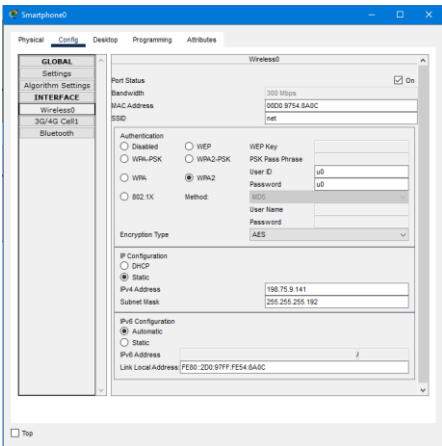 Smartphone0
Physical Config Desktop Programming Attributes
GLOBAL
Settings
Algorithm Settings
INTERFACE
Wireless0
3G/4G Cell1
Bluetooth
Wireless0
Port Status On
Bandwidth 300 Mbps
MAC Address 00D0.9754.8A0C
SSID net
Authentication
Disabled WEP WEP Key
WPA-PSK WPA2-PSK PSK Pass Phrase
User ID u0
WPA WPA2 Password u0
802.1X Method: MD5
User Name
Password
Encryption Type AES
IP Configuration
DHCP
Static
IPv4 Address 198.75.9.141
Subnet Mask 255.255.255.192
IPv6 Configuration
Automatic
Static
IPv6 Address /
Link Local Address: FE80::2D0:97FF:FE54:8A0C
Top